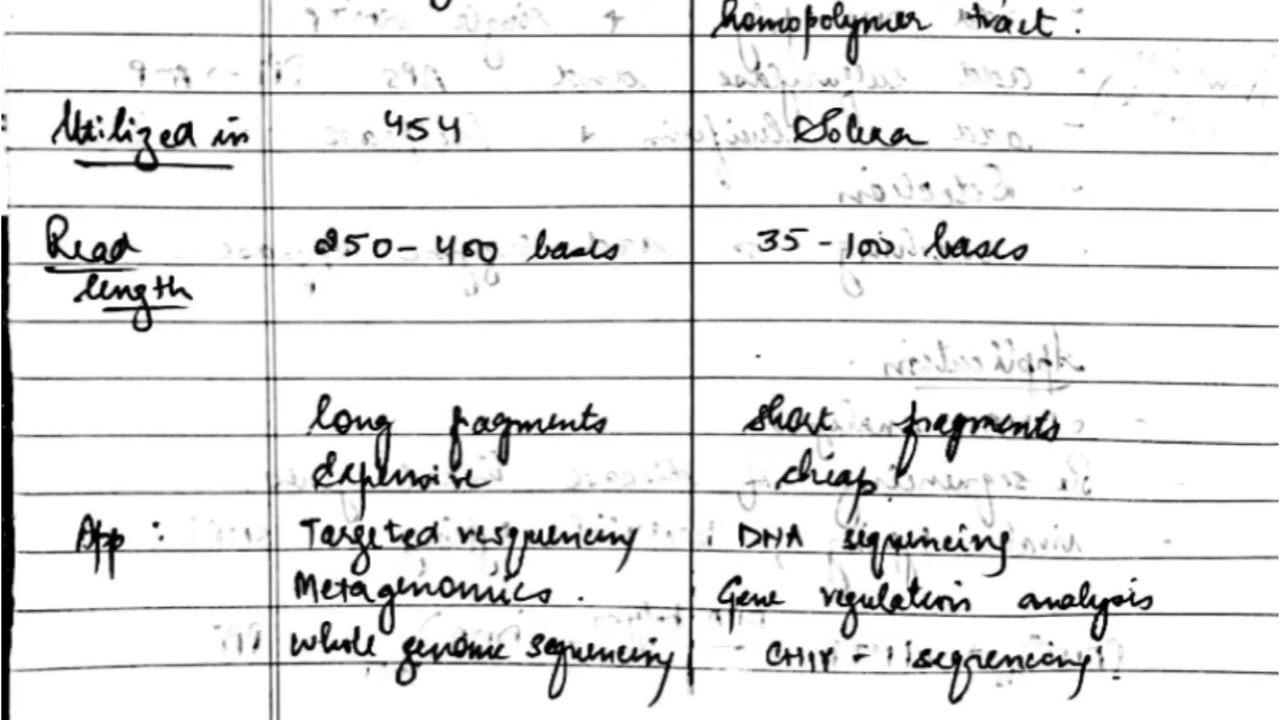 homopolymer tract.
Utilized in 454 Solexa
Read 250-400 bases 35-100 bases
length
long fragments short fragments
Expensive cheap
App: Targeted resquencing DNA sequencing
Metagenomics. Gene regulation analysis
whole genomic sequencing CHIP - sequencing